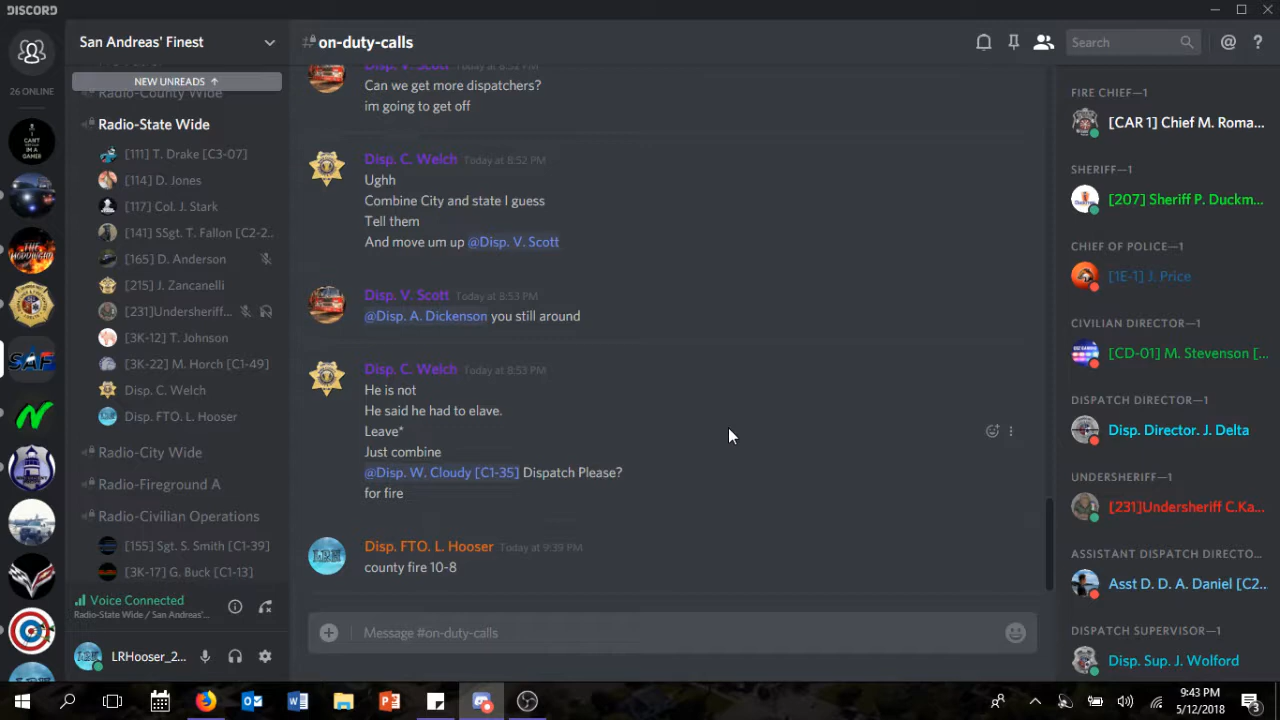 DISCORD
San Andreas' Finest
on-duty-calls
Search
26 ONLINE
NEW UNREADS ↑
Radio-County Wide
Radio-State Wide
[111] T. Drake [C3-07]
[114] D. Jones
[117] Col. J. Stark
[141] SSgt. T. Fallon [C2-2...
[165] D. Anderson
[215] J. Zancanelli
[231]Undersheriff...
[3K-12] T. Johnson
[3K-22] M. Horch [C1-49]
Disp. C. Welch
Disp. FTO. L. Hooser
Radio-City Wide
Radio-Fireground A
Radio-Civilian Operations
[155] Sgt. S. Smith [C1-39]
[3K-17] G. Buck [C1-13]
Voice Connected
Radio-State Wide / San Andreas'...
LRHooser_2...
Disp. V. Scott Today at 8:52 PM
Can we get more dispatchers?
im going to get off
Disp. C. Welch Today at 8:52 PM
Ughh
Combine City and state I guess
Tell them
And move um up @Disp. V. Scott
Disp. V. Scott Today at 8:53 PM
@Disp. A. Dickenson you still around
Disp. C. Welch Today at 8:53 PM
He is not
He said he had to elave.
Leave*
Just combine
@Disp. W. Cloudy [C1-35] Dispatch Please?
for fire
Disp. FTO. L. Hooser Today at 9:39 PM
county fire 10-8
Message #on-duty-calls
FIRE CHIEF—1
[CAR 1] Chief M. Roma...
SHERIFF—1
[207] Sheriff P. Duckm...
CHIEF OF POLICE—1
[1E-1] J. Price
CIVILIAN DIRECTOR—1
[CD-01] M. Stevenson [...
DISPATCH DIRECTOR—1
Disp. Director. J. Delta
UNDERSHERIFF—1
[231]Undersheriff C.Ka...
ASSISTANT DISPATCH DIRECTO...
Asst D. D. A. Daniel [C2...
DISPATCH SUPERVISOR—1
Disp. Sup. J. Wolford
9:43 PM
5/12/2018
3